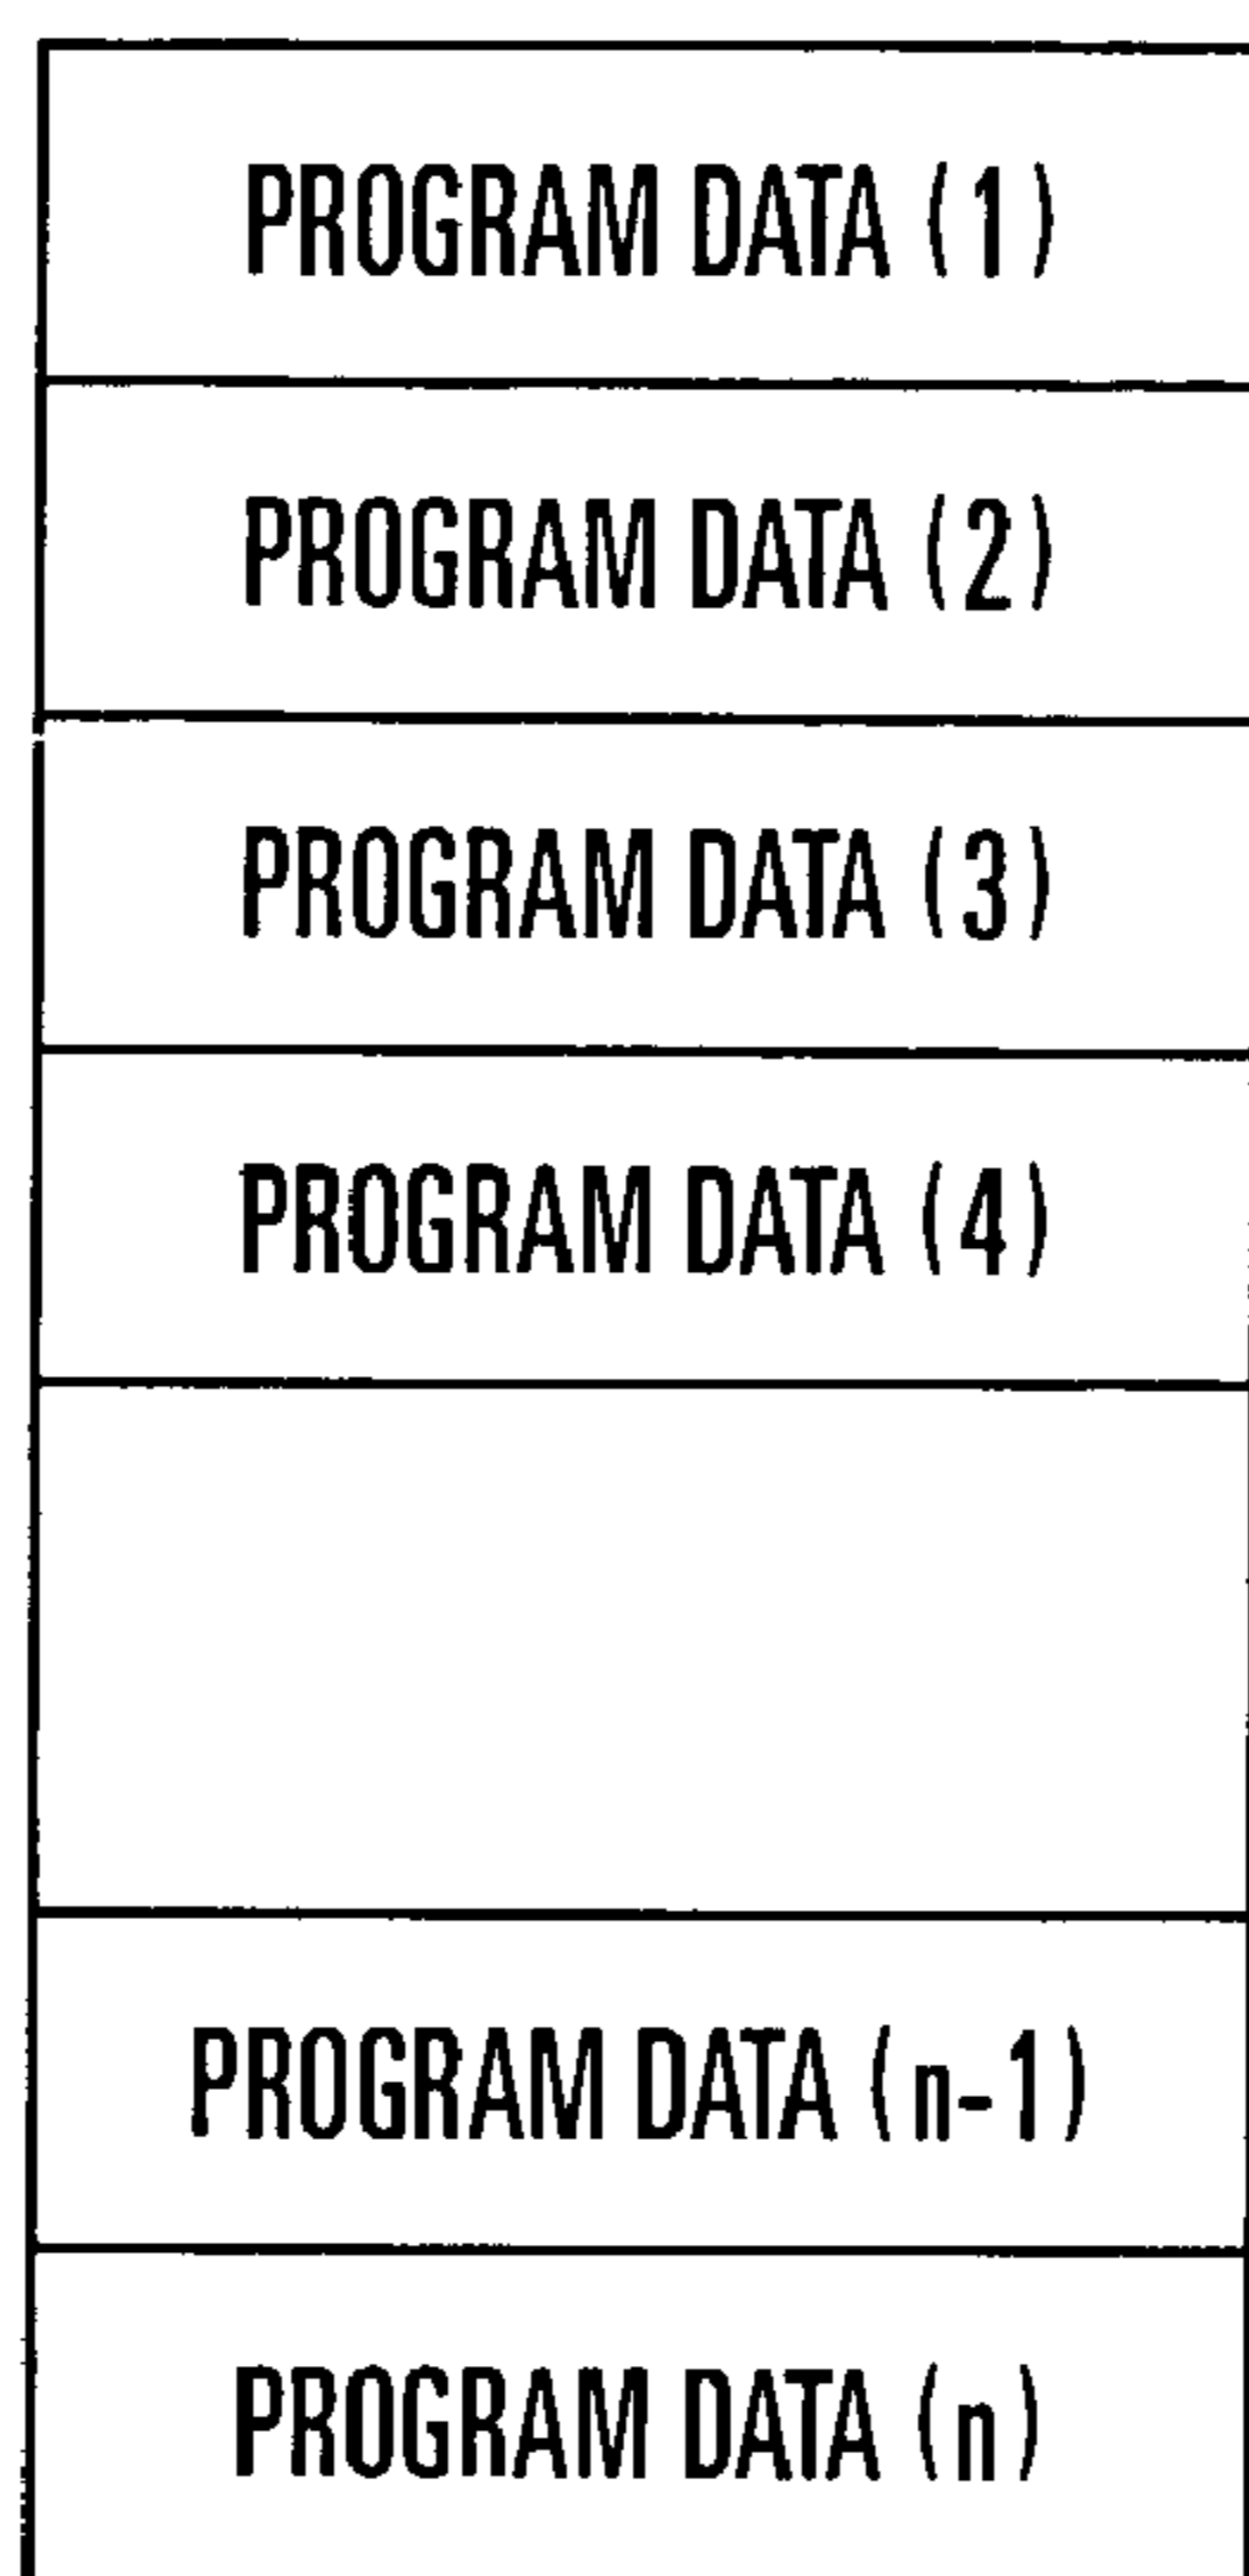 PROGRAM DATA (1)
PROGRAM DATA (2)
PROGRAM DATA (3)
PROGRAM DATA (4)
PROGRAM DATA (n-1)
PROGRAM DATA (n)